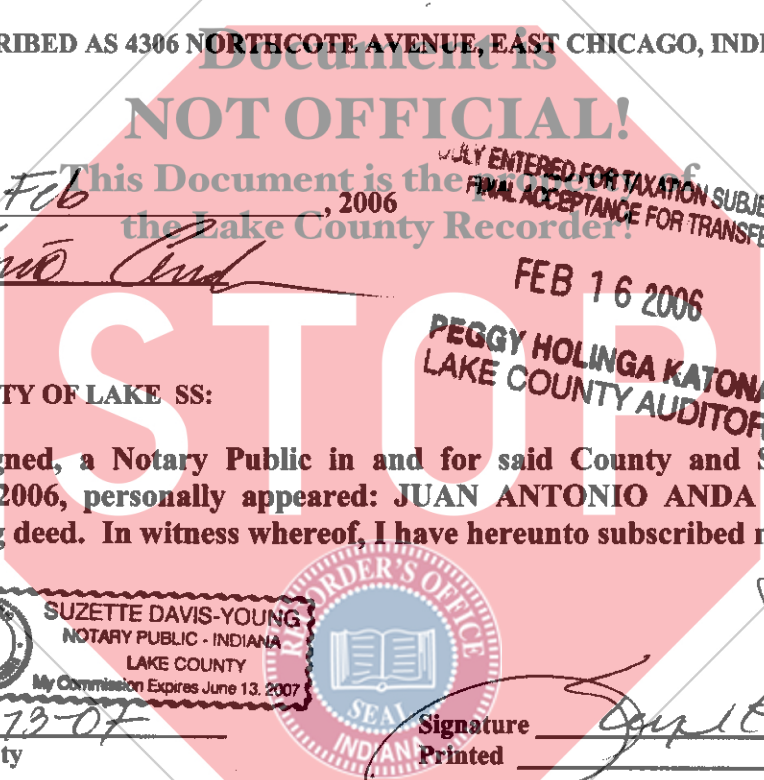 RIBED AS 4306 NORTHCOTE AVENUE, EAST CHICAGO, INDI
Document is
NOT OFFICIAL!
This Document is the property of
the Lake County Recorder!
Feb , 2006
DULY ENTERED FOR TAXATION SUBJE
FINAL ACCEPTANCE FOR TRANSFE
FEB 16 2006
PEGGY HOLINGA KATONA
LAKE COUNTY AUDITOR
STOP
TY OF LAKE SS:
gned, a Notary Public in and for said County and S
2006, personally appeared: JUAN ANTONIO ANDA
g deed. In witness whereof, I have hereunto subscribed m
SUZETTE DAVIS-YOUNG
NOTARY PUBLIC - INDIANA
LAKE COUNTY
My Commission Expires June 13, 2007
RECORDER'S OFFICE
SEAL
INDIANA
13-07
ty
Signature
Printed